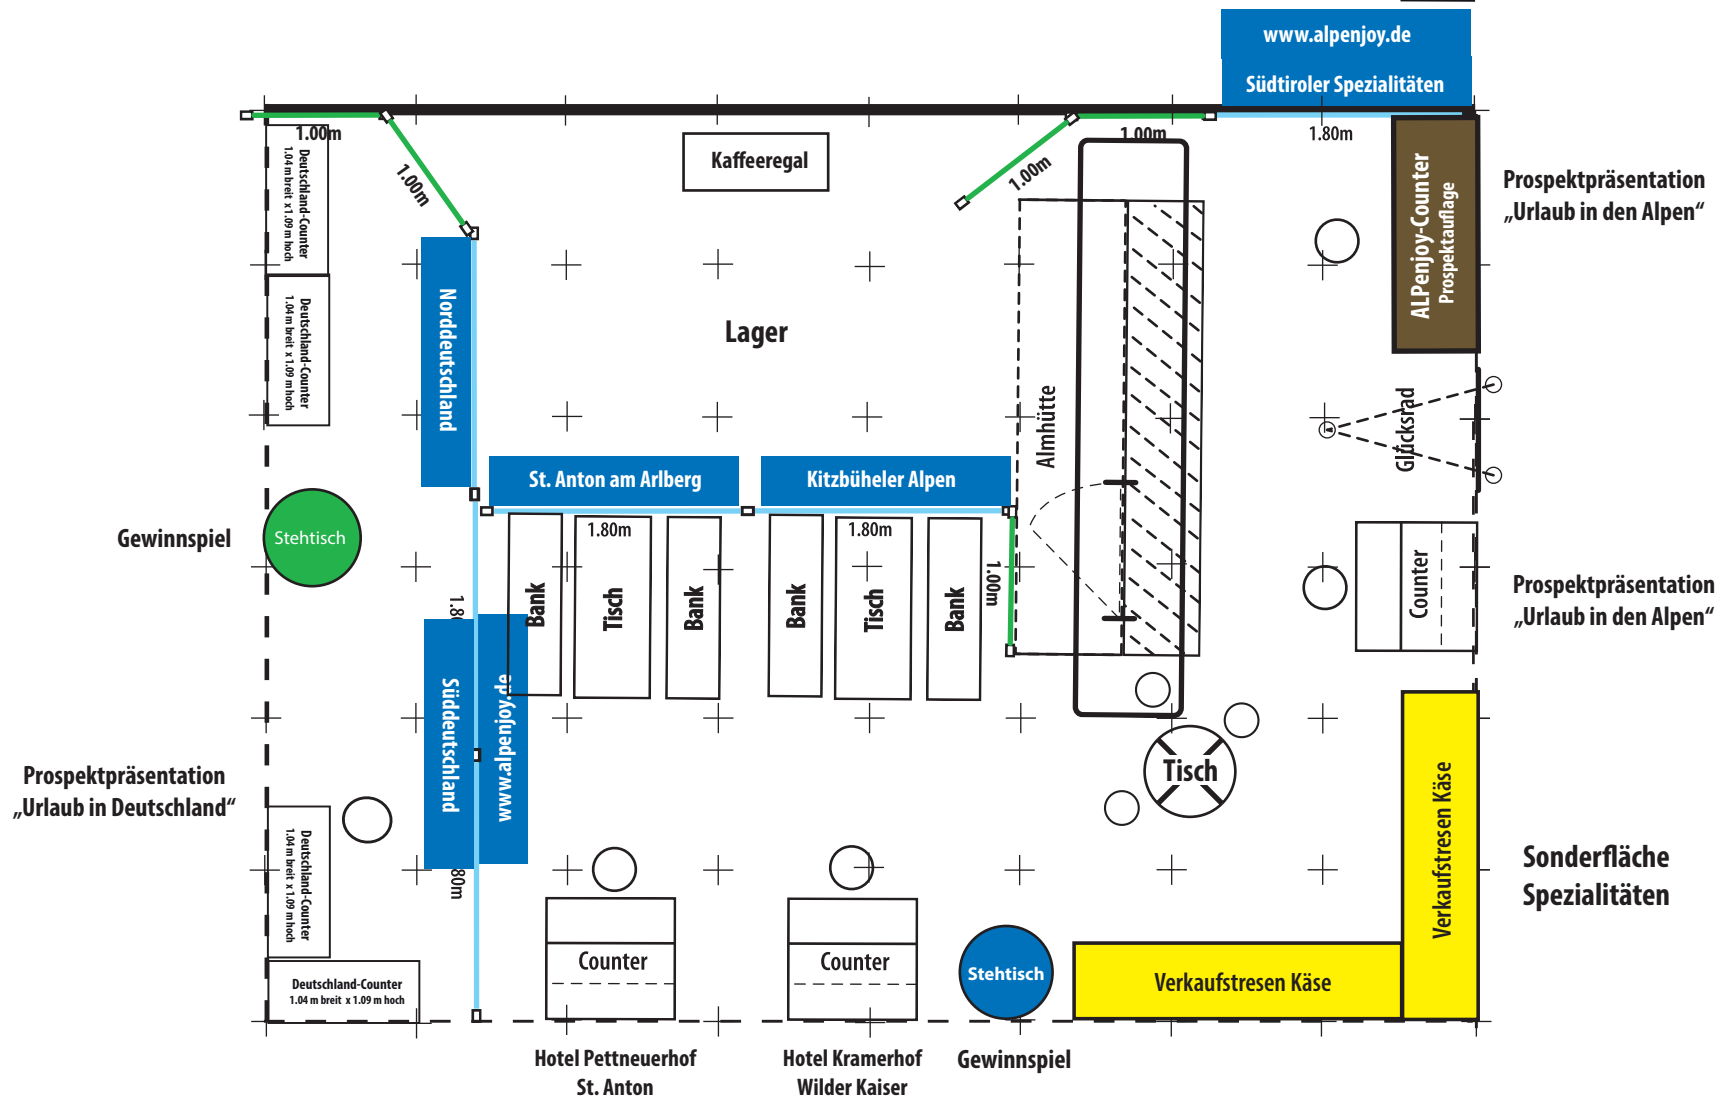 www.alpenjoy.de
Südtiroler Spezialitäten
1.00m
1.00m
1.80m
Deutschland-Counter
1.04 m breit x 1.09 m hoch
1.00m
Kaffeeregal
1.00m
ALPenjoy-Counter
Prospektauflage
Prospektpräsentation
„Urlaub in den Alpen“
Deutschland-Counter
1.04 m breit x 1.09 m hoch
Norddeutschland
Lager
Almhütte
Glücksrad
St. Anton am Arlberg
Kitzbüheler Alpen
Gewinnspiel
Stehtisch
1.80m
1.80m
Bank
Tisch
Bank
Bank
Tisch
Bank
1.00m
Counter
Prospektpräsentation
„Urlaub in den Alpen“
Süddeutschland
www.alpenjoy.de
Prospektpräsentation
„Urlaub in Deutschland“
Tisch
Deutschland-Counter
1.04 m breit x 1.09 m hoch
Verkaufstresen Käse
Sonderfläche
Spezialitäten
Deutschland-Counter
1.04 m breit x 1.09 m hoch
Counter
Counter
Stehtisch
Verkaufstresen Käse
Hotel Pettneuerhof
St. Anton
Hotel Kramerhof
Wilder Kaiser
Gewinnspiel